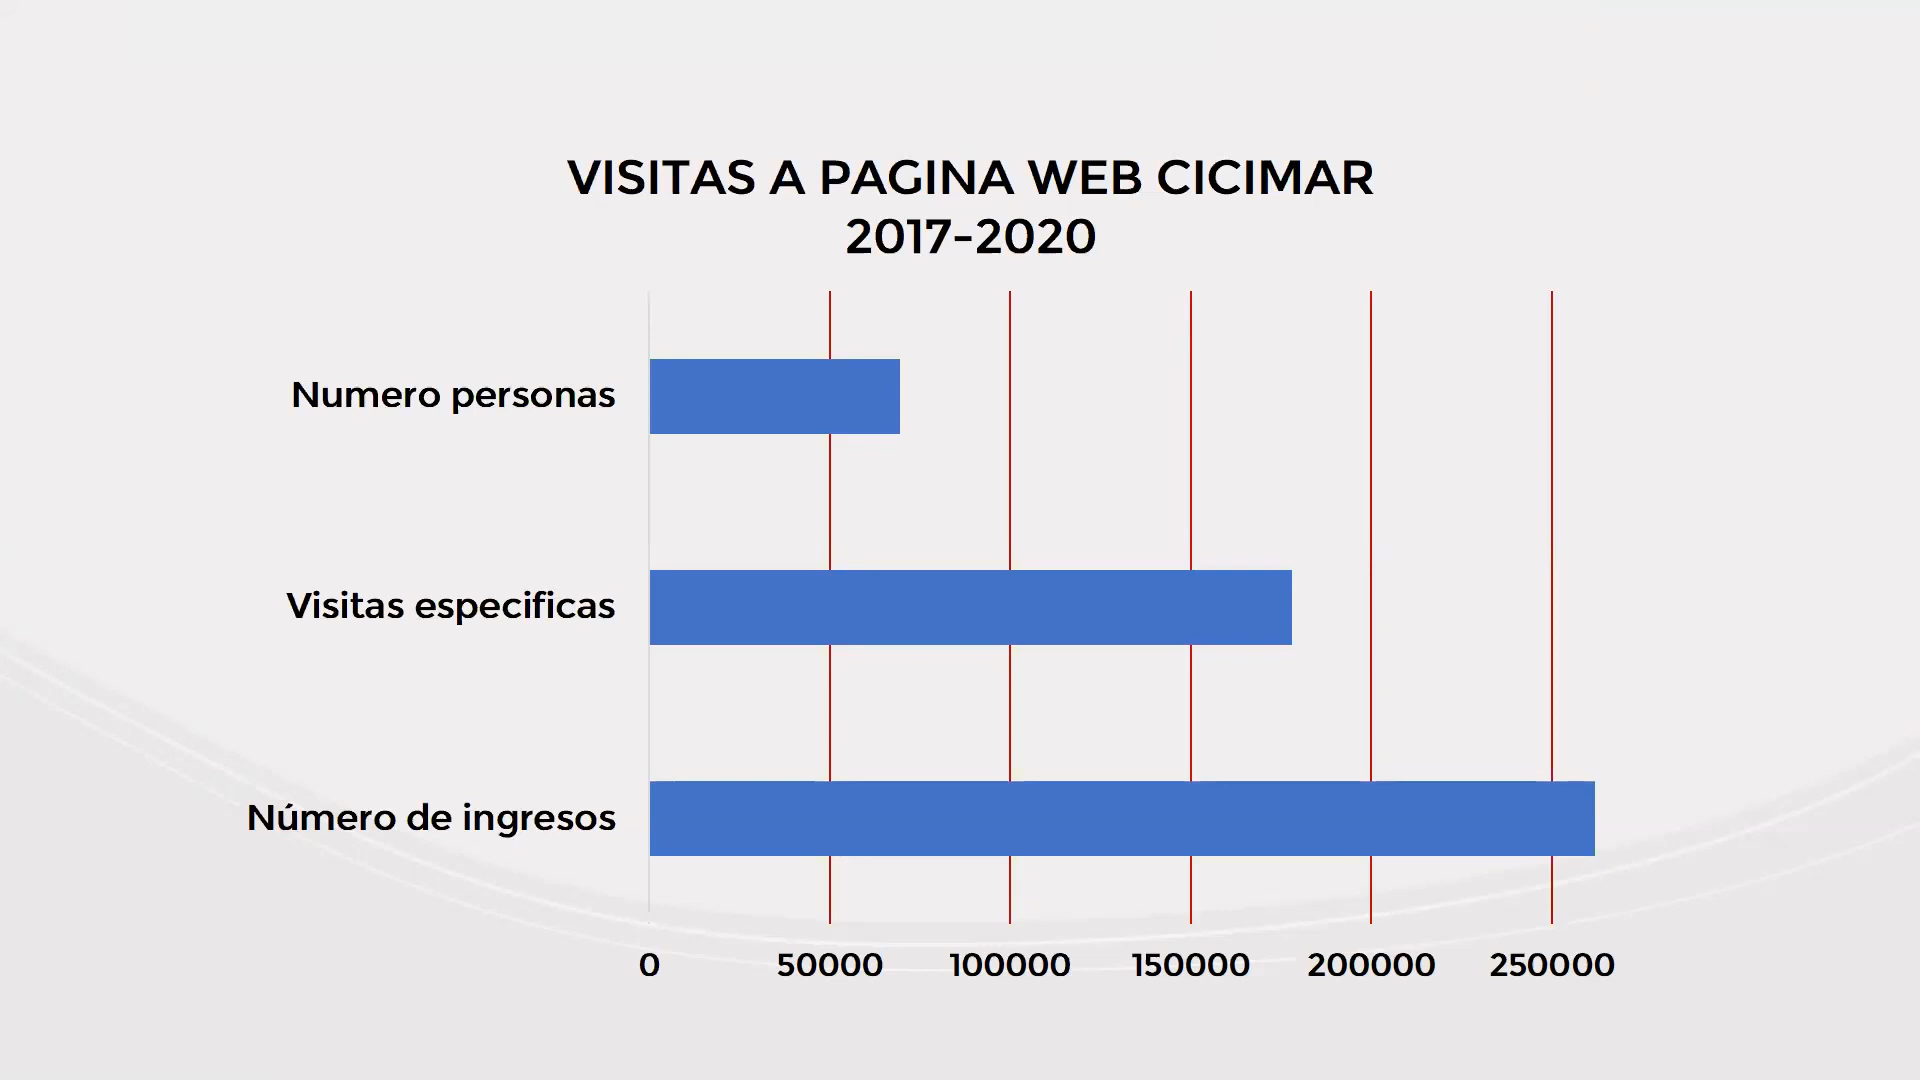 VISITAS A PAGINA WEB CICIMAR
2017-2020
Numero personas
Visitas especificas
Número de ingresos
0 50000 100000 150000 200000 250000